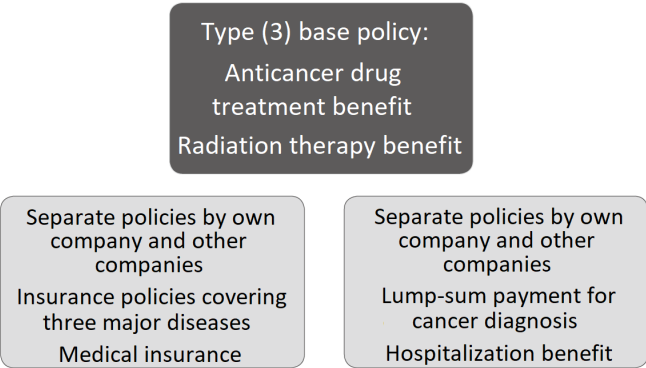 Type (3) base policy:
Anticancer drug
treatment benefit
Radiation therapy benefit
Separate policies by own
company and other
companies
Insurance policies covering
three major diseases
Medical insurance
Separate policies by own
company and other
companies
Lump-sum payment for
cancer diagnosis
Hospitalization benefit